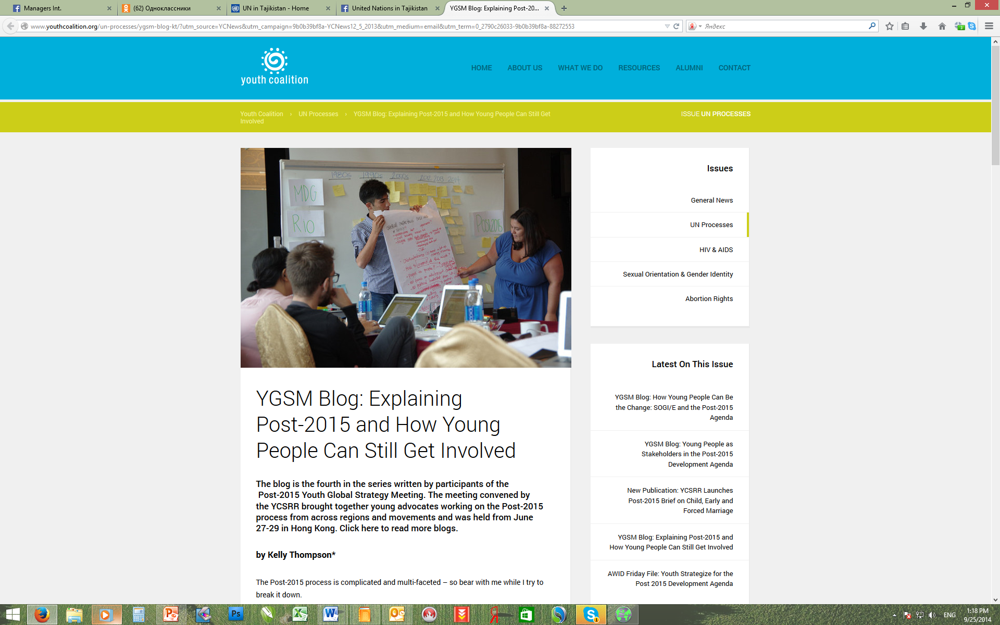 Managers Int.
(62) Одноклассники
UN in Tajikistan - Home
United Nations in Tajikistan
YGSM Blog: Explaining Post-20...
www.youthcoalition.org/un-processes/ygsm-blog-kt/?utm_source=YCNews&utm_campaign=9b0b39bf8a-YCNews12_5_2013&utm_medium=email&utm_term=0_2790c26033-9b0b39bf8a-88272553
Яндекс
3
youth coalition
HOME ABOUT US WHAT WE DO RESOURCES ALUMNI CONTACT
Youth Coalition › UN Processes › YGSM Blog: Explaining Post-2015 and How Young People Can Still Get
Involved
ISSUE UN PROCESSES
1980s 1990s 2000s 2012 2013 2014
MDG
Rio
Post2015
Issues
General News
UN Processes
HIV & AIDS
Sexual Orientation & Gender Identity
Abortion Rights
YGSM Blog: Explaining
Post-2015 and How Young
People Can Still Get Involved
The blog is the fourth in the series written by participants of the
Post-2015 Youth Global Strategy Meeting. The meeting convened by
the YCSRR brought together young advocates working on the Post-2015
process from across regions and movements and was held from June
27-29 in Hong Kong. Click here to read more blogs.
by Kelly Thompson*
The Post-2015 process is complicated and multi-faceted – so bear with me while I try to
break it down.
Latest On This Issue
YGSM Blog: How Young People Can Be
the Change: SOGI/E and the Post-2015
Agenda
YGSM Blog: Young People as
Stakeholders in the Post-2015
Development Agenda
New Publication: YCSRR Launches
Post-2015 Brief on Child, Early and
Forced Marriage
YGSM Blog: Explaining Post-2015 and
How Young People Can Still Get Involved
AWID Friday File: Youth Strategize for the
Post 2015 Development Agenda
Ps
1
ENG
1:18 PM
9/25/2014